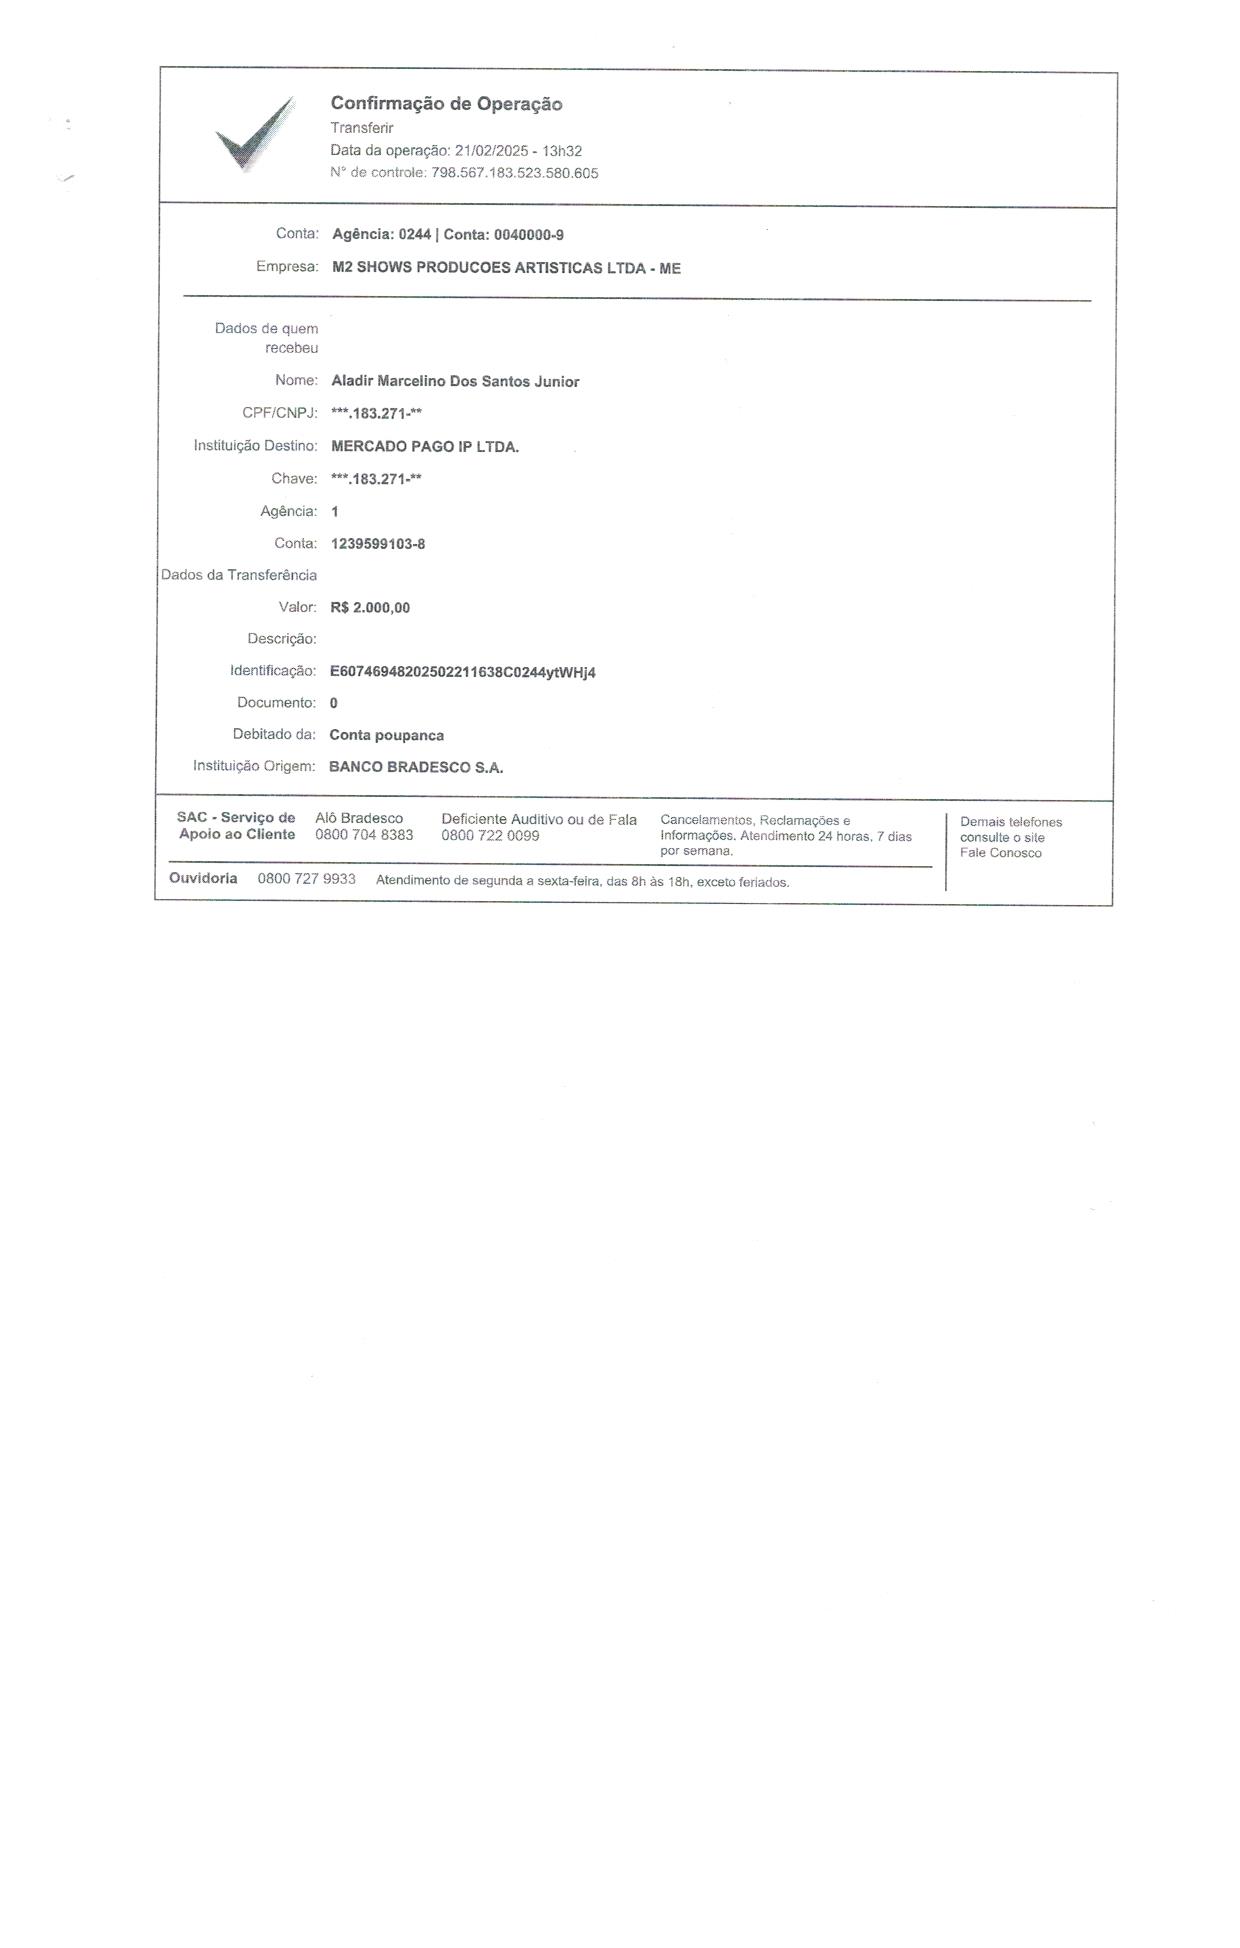 Confirmação de Operação
Transferir
Data da operação: 21/02/2025 - 13h32
N° de controle: 798.567.183.523.580.605
Conta: Agência: 0244 | Conta: 0040000-9
Empresa: M2 SHOWS PRODUCOES ARTISTICAS LTDA - ME
Dados de quem
recebeu
Nome: Aladir Marcelino Dos Santos Junior
CPF/CNPJ: ***.183.271-**
Instituição Destino: MERCADO PAGO IP LTDA.
Chave: ***.183.271-**
Agência: 1
Conta: 1239599103-8
Dados da Transferência
Valor: R$ 2.000,00
Descrição:
Identificação: E60746948202502211638C0244ytWHj4
Documento: 0
Debitado da: Conta poupanca
Instituição Origem: BANCO BRADESCO S.A.
SAC - Serviço de
Apoio ao Cliente
Alô Bradesco
0800 704 8383
Deficiente Auditivo ou de Fala
0800 722 0099
Cancelamentos, Reclamações e
Informações. Atendimento 24 horas, 7 dias
por semana.
Demais telefones
consulte o site
Fale Conosco
Ouvidoria 0800 727 9933 Atendimento de segunda a sexta-feira, das 8h às 18h, exceto feriados.